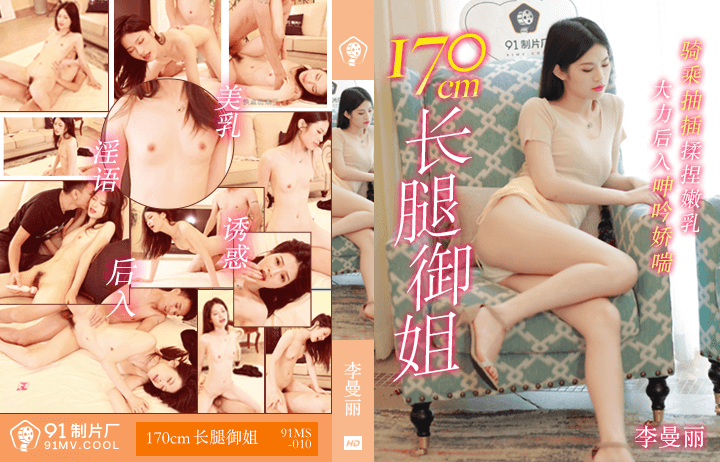 美乳
淫语
诱惑
后入
91制片厂
91MV.COOL
170cm 长腿御姐
91MS
-010
李曼丽
HD
91制片厂
170cm
长腿御姐
骑乘抽插揉捏嫩乳
大力后入呻吟娇喘
李曼丽